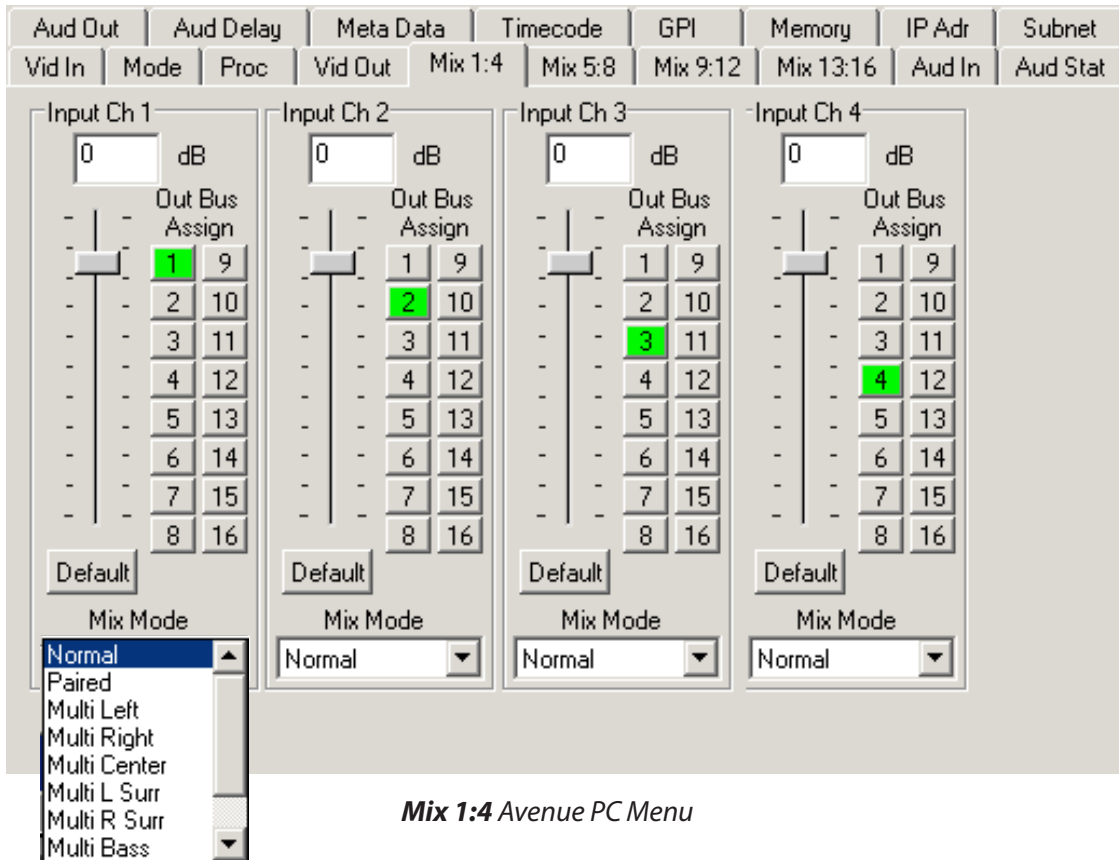 Aud Out Aud Delay Meta Data Timecode GPI Memory IP Adr Subnet
Vid In Mode Proc Vid Out Mix 1:4 Mix 5:8 Mix 9:12 Mix 13:16 Aud In Aud Stat
Input Ch 1 Input Ch 2 Input Ch 3 Input Ch 4
0 dB 0 dB 0 dB 0 dB
Out Bus Out Bus Out Bus Out Bus
Assign Assign Assign Assign
1 9 1 9 1 9 1 9
2 10 2 10 2 10 2 10
3 11 3 11 3 11 3 11
4 12 4 12 4 12 4 12
5 13 5 13 5 13 5 13
6 14 6 14 6 14 6 14
7 15 7 15 7 15 7 15
8 16 8 16 8 16 8 16
Default Default Default Default
Mix Mode Mix Mode Mix Mode Mix Mode
Normal Normal Normal Normal
Paired
Multi Left
Multi Right
Multi Center
Multi L Surr
Multi R Surr
Multi Bass
Mix 1:4 Avenue PC Menu